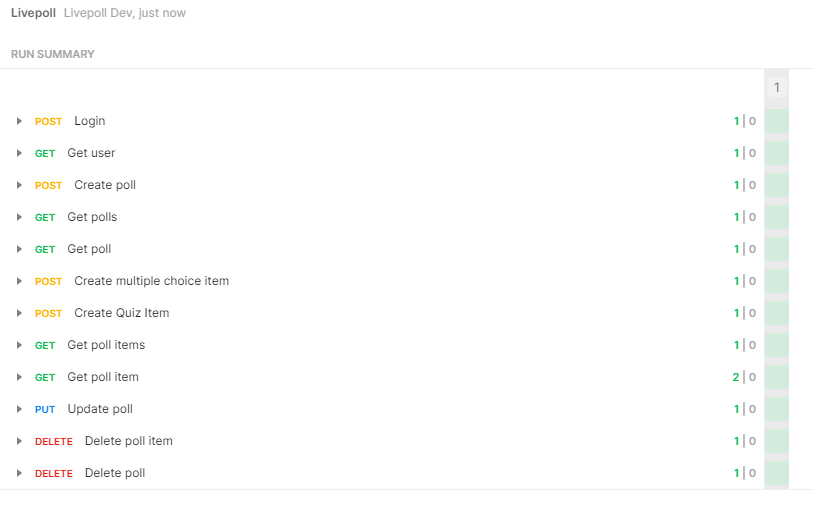 Livepoll Livepoll Dev, just now
RUN SUMMARY
1
POST Login 1 | 0
GET Get user 1 | 0
POST Create poll 1 | 0
GET Get polls 1 | 0
GET Get poll 1 | 0
POST Create multiple choice item 1 | 0
POST Create Quiz Item 1 | 0
GET Get poll items 1 | 0
GET Get poll item 2 | 0
PUT Update poll 1 | 0
DELETE Delete poll item 1 | 0
DELETE Delete poll 1 | 0